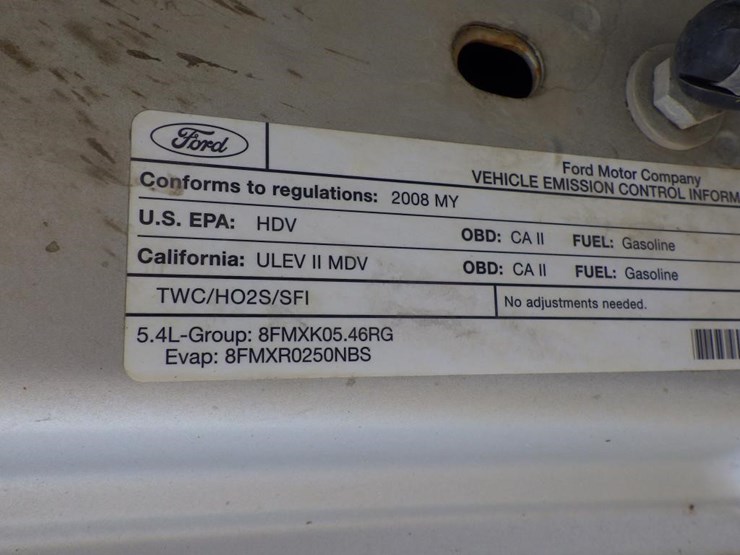 Ford
Ford Motor Company
VEHICLE EMISSION CONTROL INFORM
Conforms to regulations: 2008 MY
U.S. EPA: HDV OBD: CA II FUEL: Gasoline
California: ULEV II MDV OBD: CA II FUEL: Gasoline
TWC/HO2S/SFI No adjustments needed.
5.4L-Group: 8FMXK05.46RG
Evap: 8FMXR0250NBS